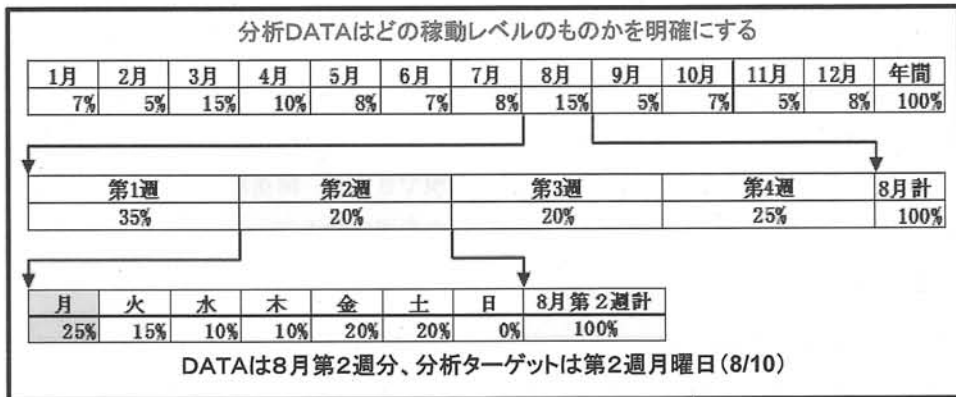 分析DATAはどの稼動レベルのものかを明確にする
1月 2月 3月 4月 5月 6月 7月 8月 9月 10月 11月 12月 年間
7% 5% 15% 10% 8% 7% 8% 15% 5% 7% 5% 8% 100%
第1週 第2週 第3週 第4週 8月計
35% 20% 20% 25% 100%
月 火 水 木 金 土 日 8月第2週計
25% 15% 10% 10% 20% 20% 0% 100%
DATAは8月第2週分、分析ターゲットは第2週月曜日(8/10)